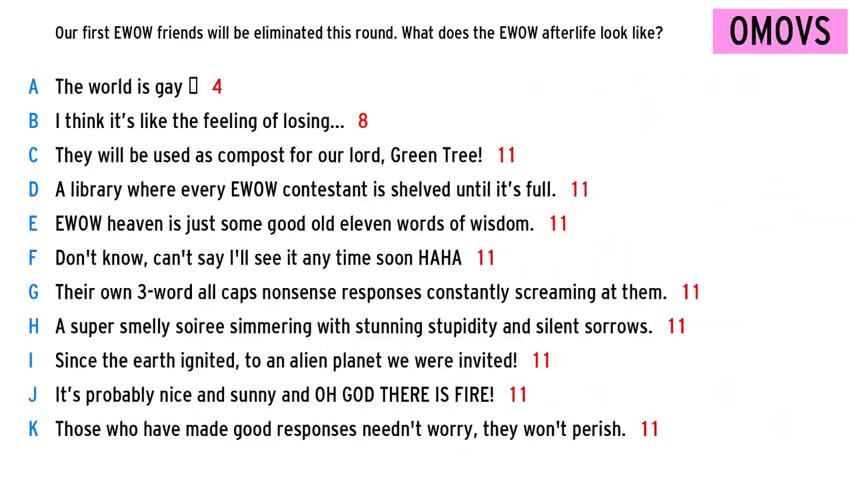 Our first EWOW friends will be eliminated this round. What does the EWOW afterlife look like?
OMOVS
A The world is gay ▯ 4
B I think it’s like the feeling of losing... 8
C They will be used as compost for our lord, Green Tree! 11
D A library where every EWOW contestant is shelved until it’s full. 11
E EWOW heaven is just some good old eleven words of wisdom. 11
F Don't know, can't say I'll see it any time soon HAHA 11
G Their own 3-word all caps nonsense responses constantly screaming at them. 11
H A super smelly soiree simmering with stunning stupidity and silent sorrows. 11
I Since the earth ignited, to an alien planet we were invited! 11
J It’s probably nice and sunny and OH GOD THERE IS FIRE! 11
K Those who have made good responses needn't worry, they won't perish. 11